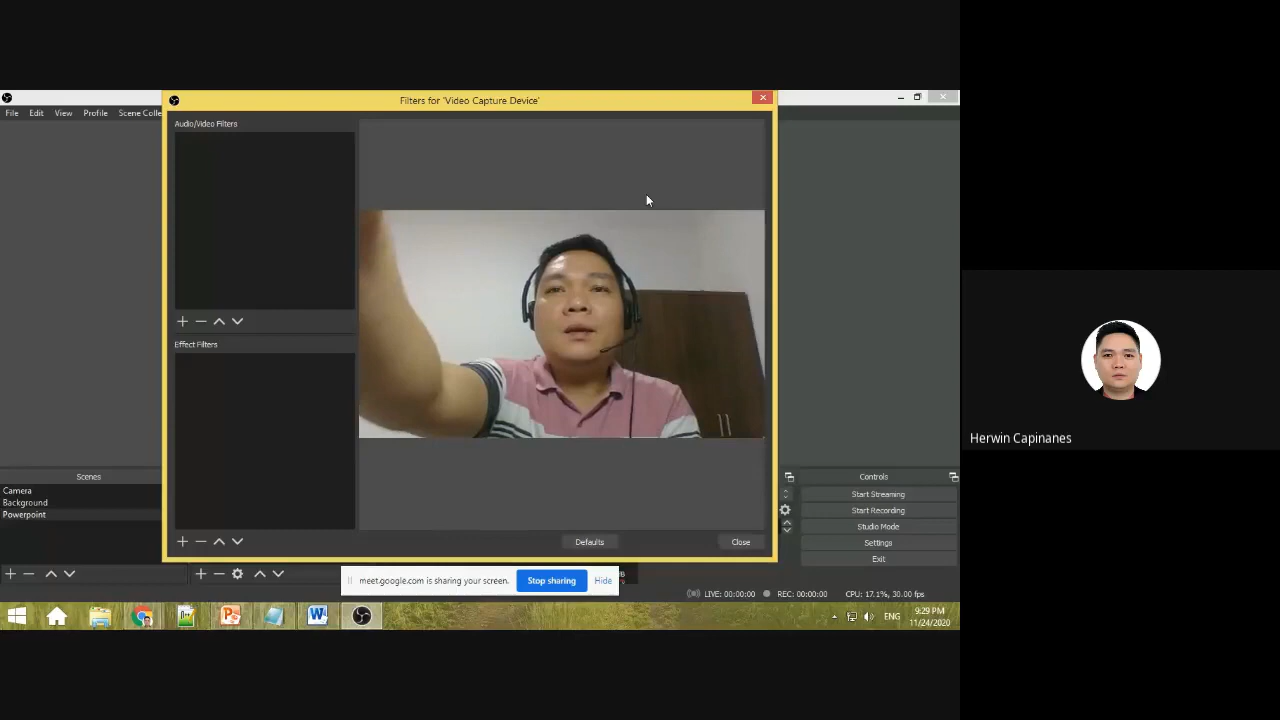 Filters for 'Video Capture Device'
File Edit View Profile Scene Colle
Audio/Video Filters
Effect Filters
Defaults Close
Scenes
Camera
Background
Powerpoint
Controls
Start Streaming
Start Recording
Studio Mode
Settings
Exit
meet.google.com is sharing your screen. Stop sharing Hide
LIVE: 00:00:00 REC: 00:00:00 CPU: 17.1%, 30.00 fps
ENG
9:29 PM
11/24/2020
Herwin Capinanes